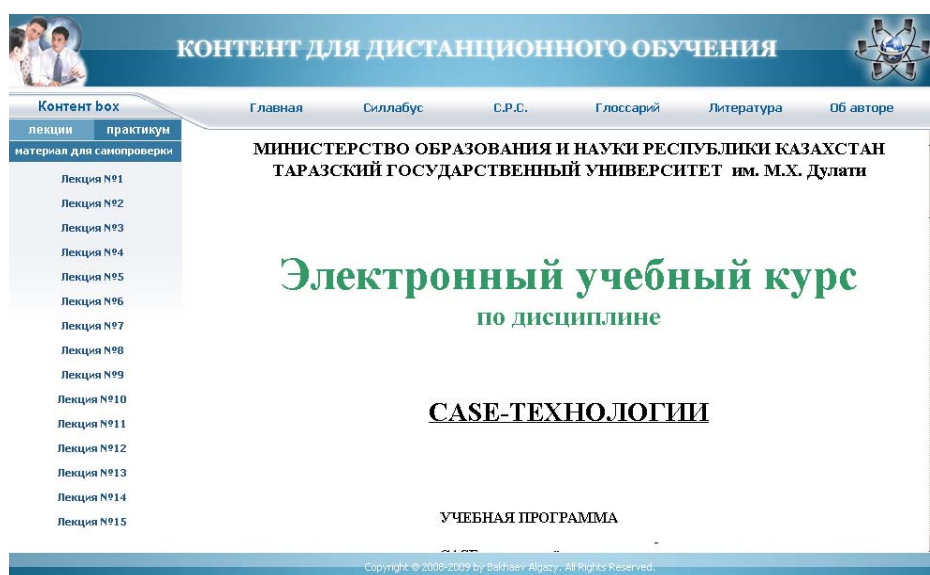 КОНТЕНТ ДЛЯ ДИСТАНЦИОННОГО ОБУЧЕНИЯ
Контент box
Главная Силлабус С.Р.С. Глоссарий Литература Об авторе
лекции практикум
материал для самопроверки
Лекция №1
Лекция №2
Лекция №3
Лекция №4
Лекция №5
Лекция №6
Лекция №7
Лекция №8
Лекция №9
Лекция №10
Лекция №11
Лекция №12
Лекция №13
Лекция №14
Лекция №15
МИНИСТЕРСТВО ОБРАЗОВАНИЯ И НАУКИ РЕСПУБЛИКИ КАЗАХСТАН
ТАРАЗСКИЙ ГОСУДАРСТВЕННЫЙ УНИВЕРСИТЕТ им. М.Х. Дулати
Электронный учебный курс
по дисциплине
CASE-ТЕХНОЛОГИИ
УЧЕБНАЯ ПРОГРАММА
Copyright © 2008-2009 by Bakhaev Algazy. All Rights Reserved.